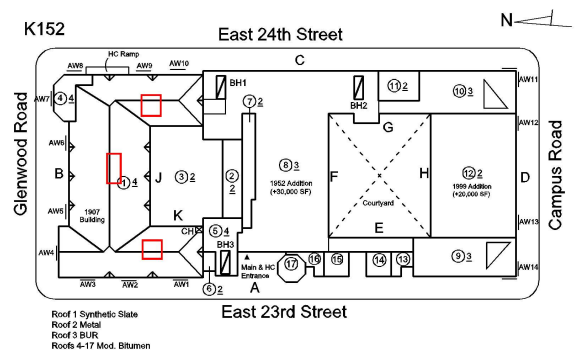 K152
East 24th Street
N
HC Ramp
AW8
AW9
AW10
C
AW7
4 4
BH1
BH2
11 2
10 3
AW11
7 2
G
AW12
AW6
Glenwood Road
B
1 4
J
3 2
2
2
8 3
1952 Addition
(+30,000 SF)
F
H
12 2
1999 Addition
(+20,000 SF)
D
Campus Road
Courtyard
AW5
1907
Building
K
CH
5 4
E
AW13
AW4
BH3
Main & HC
Entrance
17
16
15
14
13
9 3
AW14
AW3
AW2
AW1
6 2
A
East 23rd Street
Roof 1 Synthetic Slate
Roof 2 Metal
Roof 3 BUR
Roofs 4-17 Mod. Bitumen